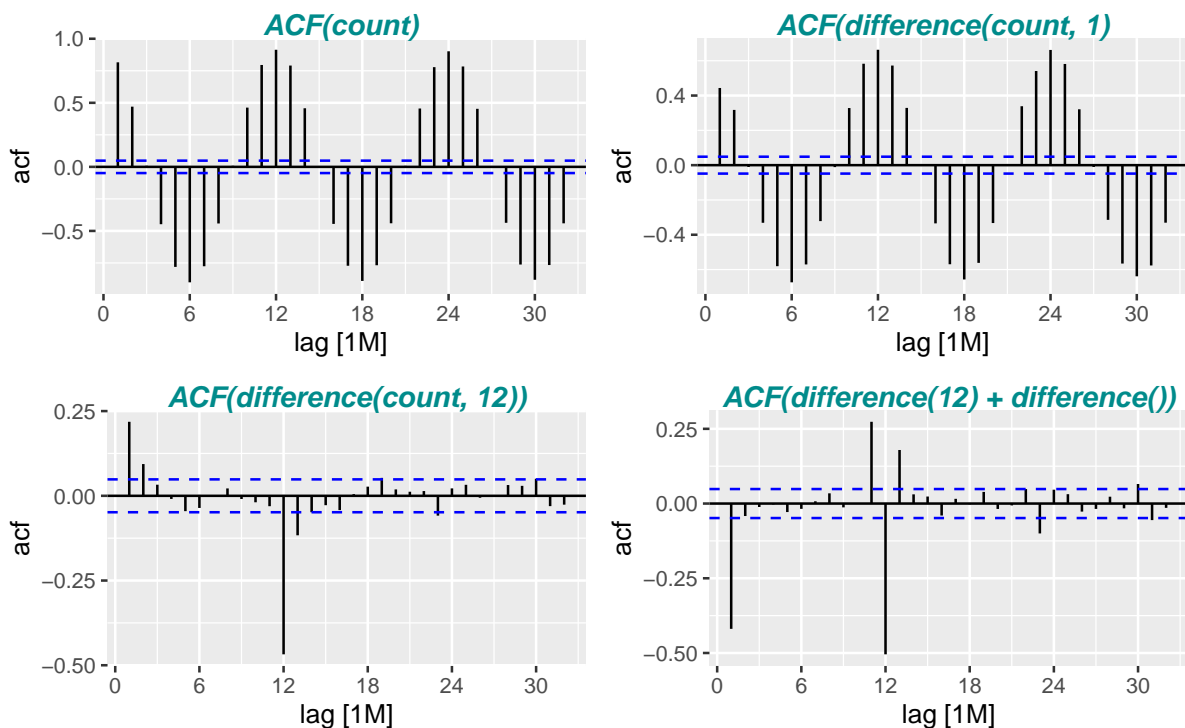 ACF(count)
1.0
0.5
0.0
−0.5
acf
0 6 12 18 24 30
lag [1M]
ACF(difference(count, 1)
0.4
0.0
−0.4
acf
0 6 12 18 24 30
lag [1M]
ACF(difference(count, 12))
0.25
0.00
−0.25
−0.50
acf
0 6 12 18 24 30
lag [1M]
ACF(difference(12) + difference())
0.25
0.00
−0.25
−0.50
acf
0 6 12 18 24 30
lag [1M]